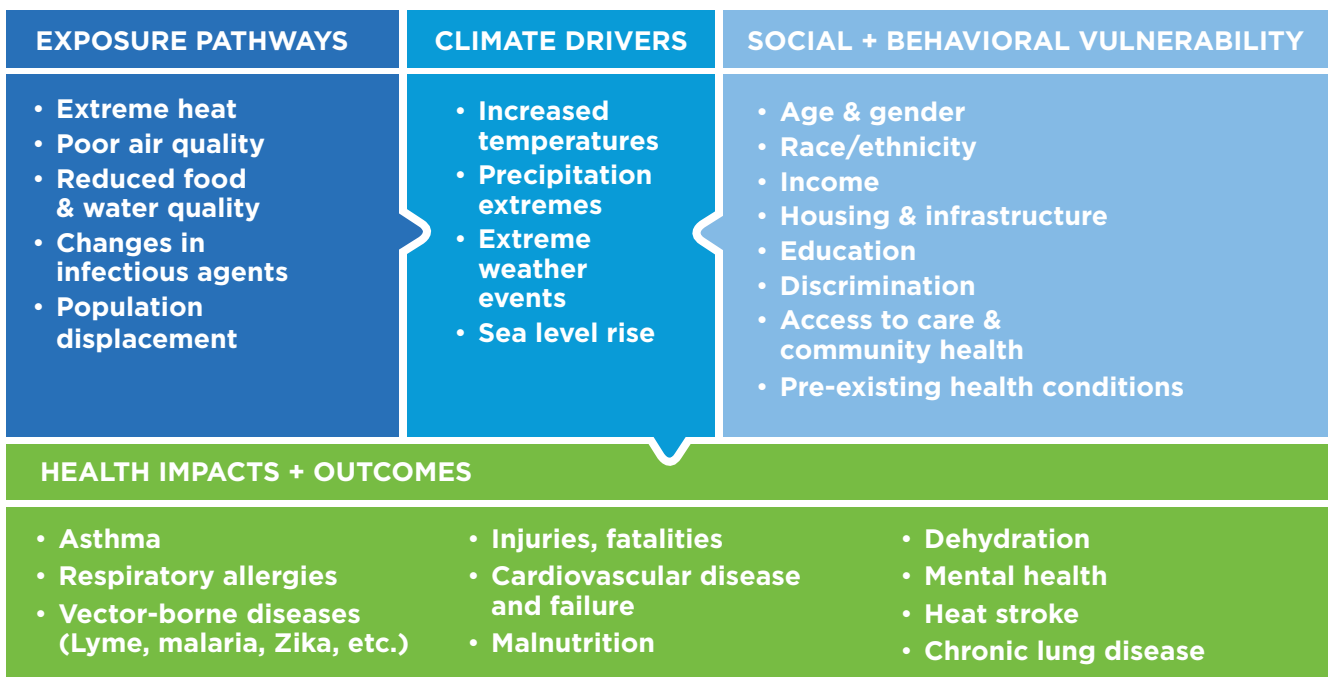 EXPOSURE PATHWAYS
• Extreme heat
• Poor air quality
• Reduced food
& water quality
• Changes in
infectious agents
• Population
displacement
CLIMATE DRIVERS
• Increased
temperatures
• Precipitation
extremes
• Extreme
weather
events
• Sea level rise
SOCIAL + BEHAVIORAL VULNERABILITY
• Age & gender
• Race/ethnicity
• Income
• Housing & infrastructure
• Education
• Discrimination
• Access to care &
community health
• Pre-existing health conditions
HEALTH IMPACTS + OUTCOMES
• Asthma
• Respiratory allergies
• Vector-borne diseases
(Lyme, malaria, Zika, etc.)
• Injuries, fatalities
• Cardiovascular disease
and failure
• Malnutrition
• Dehydration
• Mental health
• Heat stroke
• Chronic lung disease